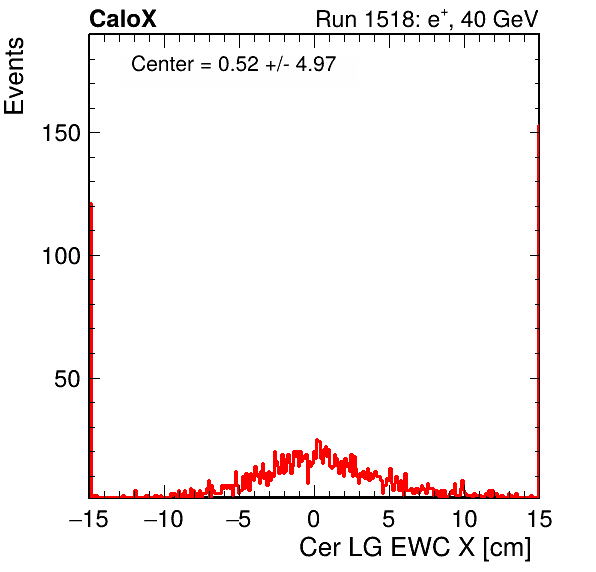 CaloX Run 1518: e⁺, 40 GeV
Center = 0.52 +/- 4.97
Events
150
100
50
−15 −10 −5 0 5 10 15
Cer LG EWC X [cm]